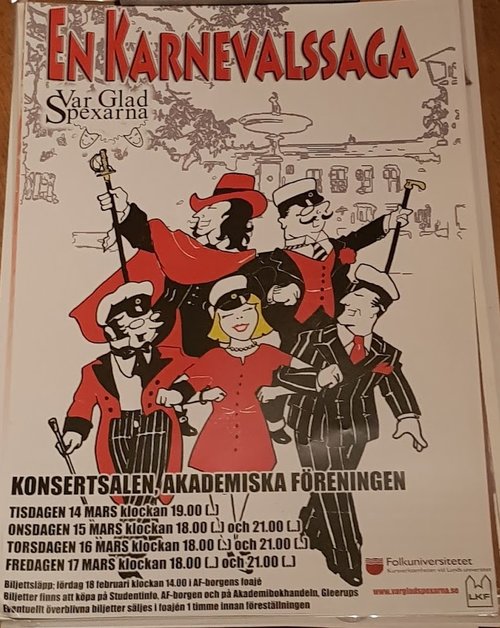 EN KARNEVALSSAGA
Var Glad
Spexarna
KONSERTSALEN, AKADEMISKA FÖRENINGEN
TISDAGEN 14 MARS klockan 19.00 (_)
ONSDAGEN 15 MARS klockan 18.00 (_) och 21.00 (_)
TORSDAGEN 16 MARS klockan 18.00 (_) och 21.00 (_)
FREDAGEN 17 MARS klockan 18.00 (_) och 21.00 (_)
Biljettsläpp: lördag 18 februari klockan 14.00 i AF-borgens foajé
Biljetter finns att köpa på Studentinfo, AF-borgen och på Akademibokhandeln, Gleerups
Eventuellt överblivna biljetter säljes i foajén 1 timme innan föreställningen
Folkuniversitetet
Kursverksamheten vid Lunds universitet
www.vargladspexarna.se
LKF